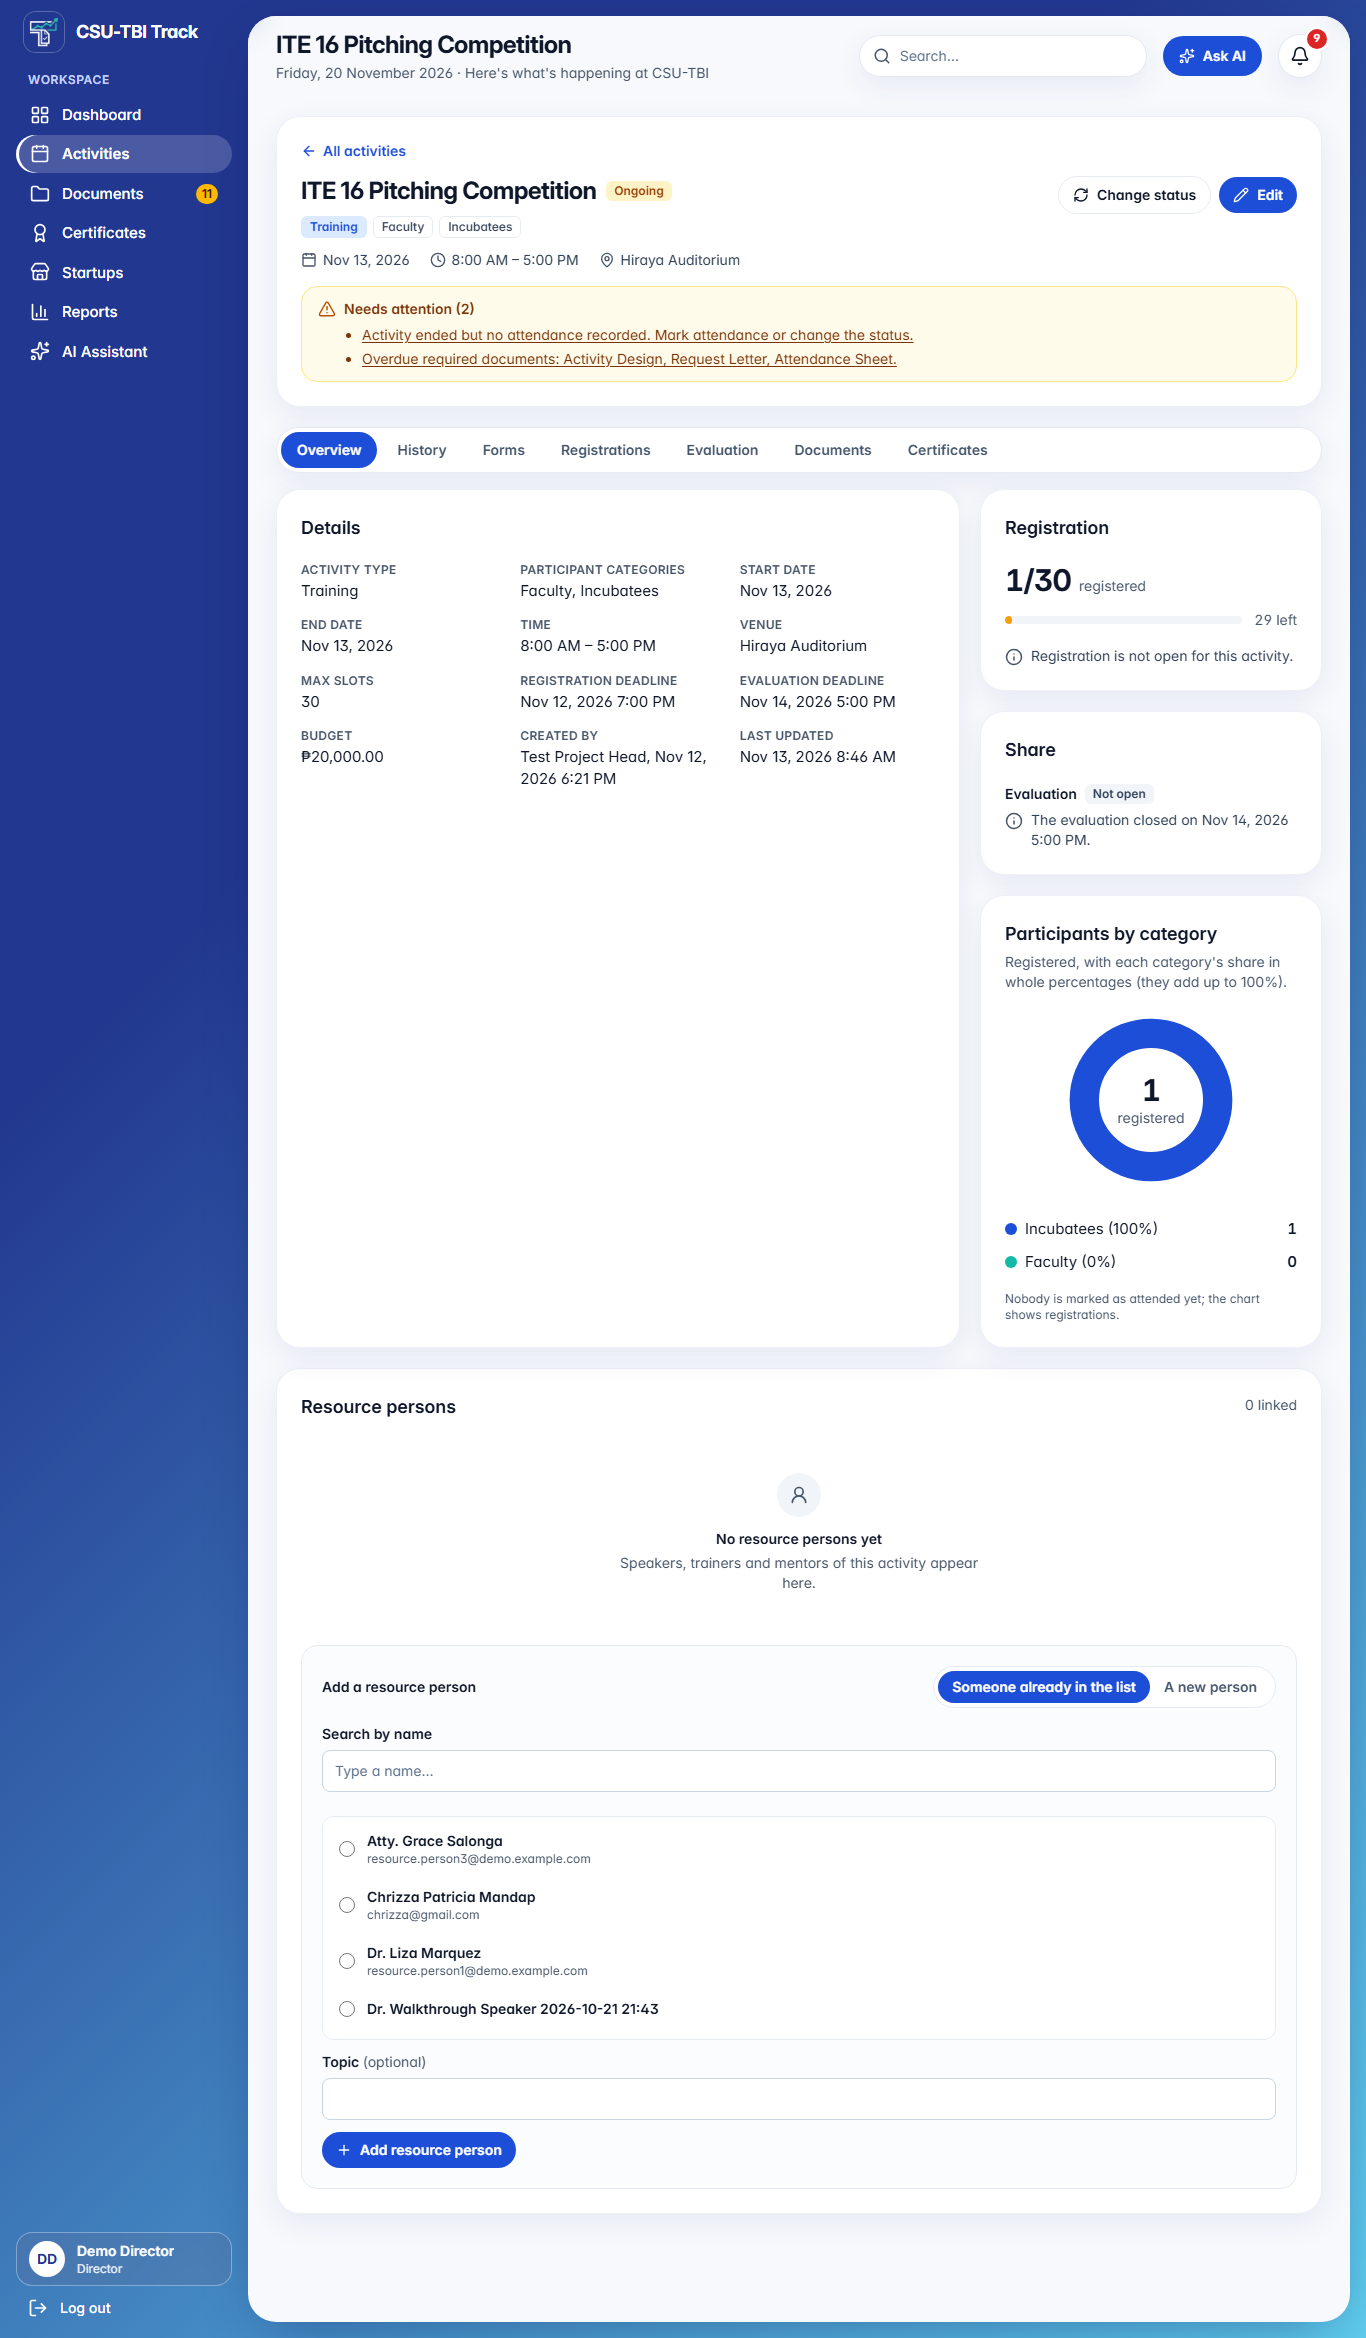 CSU-TBI Track
WORKSPACE
Dashboard
Activities
Documents
11
Certificates
Startups
Reports
AI Assistant
ITE 16 Pitching Competition
Friday, 20 November 2026 · Here's what's happening at CSU-TBI
Search...
Ask AI
9
All activities
ITE 16 Pitching Competition
Ongoing
Change status
Edit
Training
Faculty
Incubatees
Nov 13, 2026
8:00 AM – 5:00 PM
Hiraya Auditorium
Needs attention (2)
Activity ended but no attendance recorded. Mark attendance or change the status.
Overdue required documents: Activity Design, Request Letter, Attendance Sheet.
Overview
History
Forms
Registrations
Evaluation
Documents
Certificates
Details
ACTIVITY TYPE
Training
PARTICIPANT CATEGORIES
Faculty, Incubatees
START DATE
Nov 13, 2026
END DATE
Nov 13, 2026
TIME
8:00 AM – 5:00 PM
VENUE
Hiraya Auditorium
MAX SLOTS
30
REGISTRATION DEADLINE
Nov 12, 2026 7:00 PM
EVALUATION DEADLINE
Nov 14, 2026 5:00 PM
BUDGET
₱20,000.00
CREATED BY
Test Project Head, Nov 12,
2026 6:21 PM
LAST UPDATED
Nov 13, 2026 8:46 AM
Registration
1/30 registered
29 left
Registration is not open for this activity.
Share
Evaluation
Not open
The evaluation closed on Nov 14, 2026
5:00 PM.
Participants by category
Registered, with each category's share in
whole percentages (they add up to 100%).
1
registered
Incubatees (100%)
1
Faculty (0%)
0
Nobody is marked as attended yet; the chart
shows registrations.
Resource persons
0 linked
No resource persons yet
Speakers, trainers and mentors of this activity appear
here.
Add a resource person
Someone already in the list
A new person
Search by name
Type a name...
Atty. Grace Salonga
resource.person3@demo.example.com
Chrizza Patricia Mandap
chrizza@gmail.com
Dr. Liza Marquez
resource.person1@demo.example.com
Dr. Walkthrough Speaker 2026-10-21 21:43
Topic (optional)
Add resource person
DD
Demo Director
Director
Log out